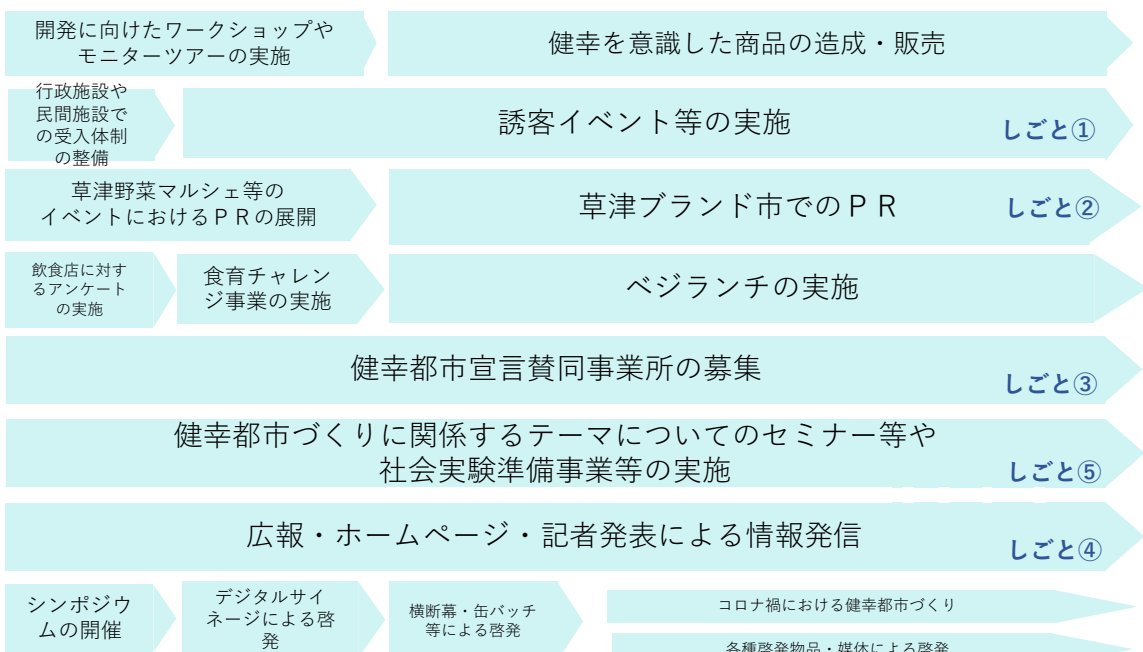 開発に向けたワークショップや
モニターツアーの実施
健幸を意識した商品の造成・販売
行政施設や
民間施設で
の受入体制
の整備
誘客イベント等の実施
しごと①
草津野菜マルシェ等の
イベントにおけるＰＲの展開
草津ブランド市でのＰＲ
しごと②
飲食店に対す
るアンケート
の実施
食育チャレン
ジ事業の実施
ベジランチの実施
健幸都市宣言賛同事業所の募集
しごと③
健幸都市づくりに関係するテーマについてのセミナー等や
社会実験準備事業等の実施
しごと⑤
広報・ホームページ・記者発表による情報発信
しごと④
シンポジウ
ムの開催
デジタルサイ
ネージによる啓
発
横断幕・缶バッチ
等による啓発
コロナ禍における健幸都市づくり
各種啓発物品・媒体による啓発